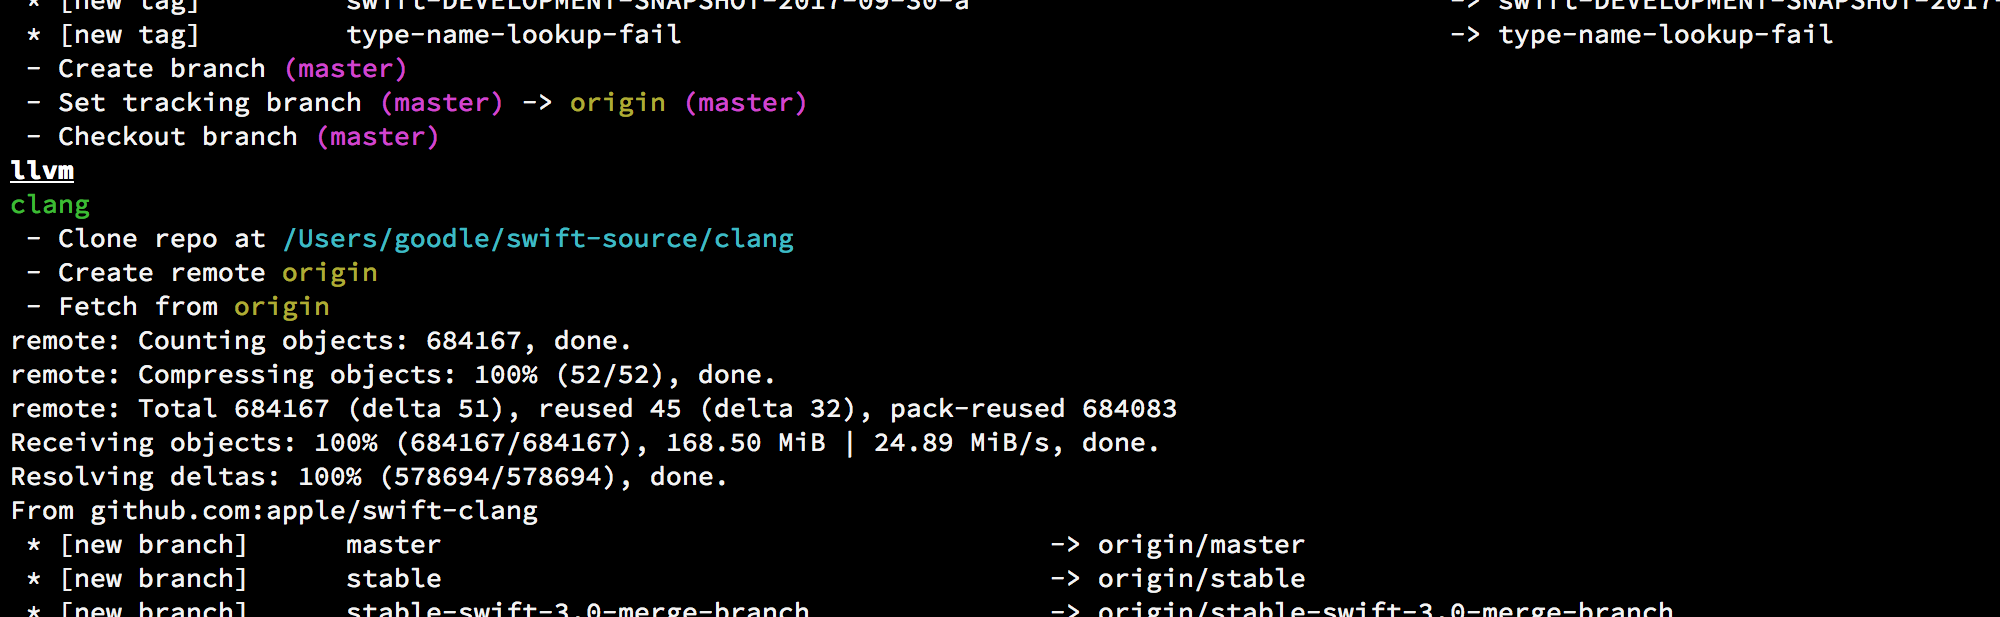 * [new tag]         swift-DEVELOPMENT-SNAPSHOT-2017-09-30-a                              -> swift-DEVELOPMENT-SNAPSHOT-2017-
* [new tag]         type-name-lookup-fail                                                -> type-name-lookup-fail
- Create branch (master)
- Set tracking branch (master) -> origin (master)
- Checkout branch (master)
llvm
clang
- Clone repo at /Users/goodle/swift-source/clang
- Create remote origin
- Fetch from origin
remote: Counting objects: 684167, done.
remote: Compressing objects: 100% (52/52), done.
remote: Total 684167 (delta 51), reused 45 (delta 32), pack-reused 684083
Receiving objects: 100% (684167/684167), 168.50 MiB | 24.89 MiB/s, done.
Resolving deltas: 100% (578694/578694), done.
From github.com:apple/swift-clang
* [new branch]      master                                      -> origin/master
* [new branch]      stable                                      -> origin/stable
* [new branch]      stable-swift-3.0-merge-branch               -> origin/stable-swift-3.0-merge-branch